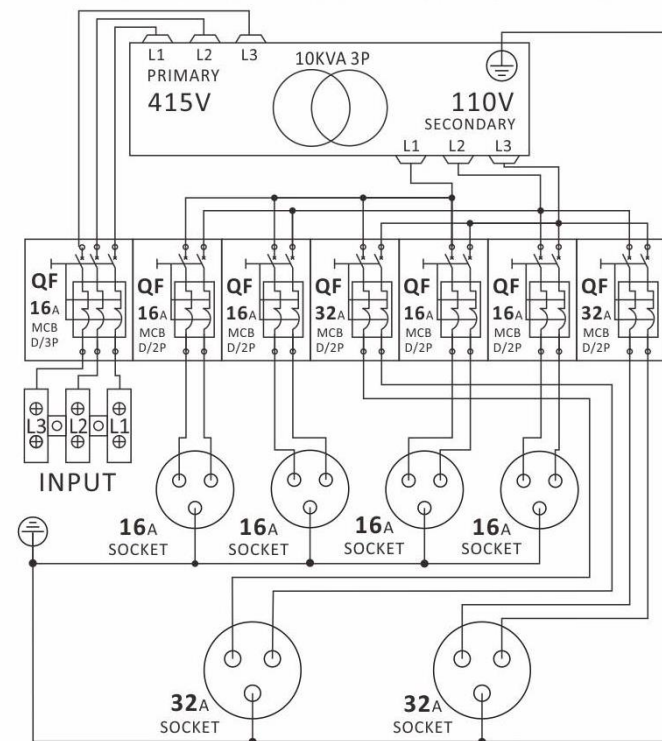 L1 L2 L3
10KVA 3P
PRIMARY
415V
110V
SECONDARY
L1 L2 L3
QF QF QF QF QF QF QF
16A 16A 16A 32A 16A 16A 32A
MCB MCB MCB MCB MCB MCB MCB
D/3P D/2P D/2P D/2P D/2P D/2P D/2P
L3 L2 L1
INPUT
16A 16A 16A 16A
SOCKET SOCKET SOCKET SOCKET
32A 32A
SOCKET SOCKET